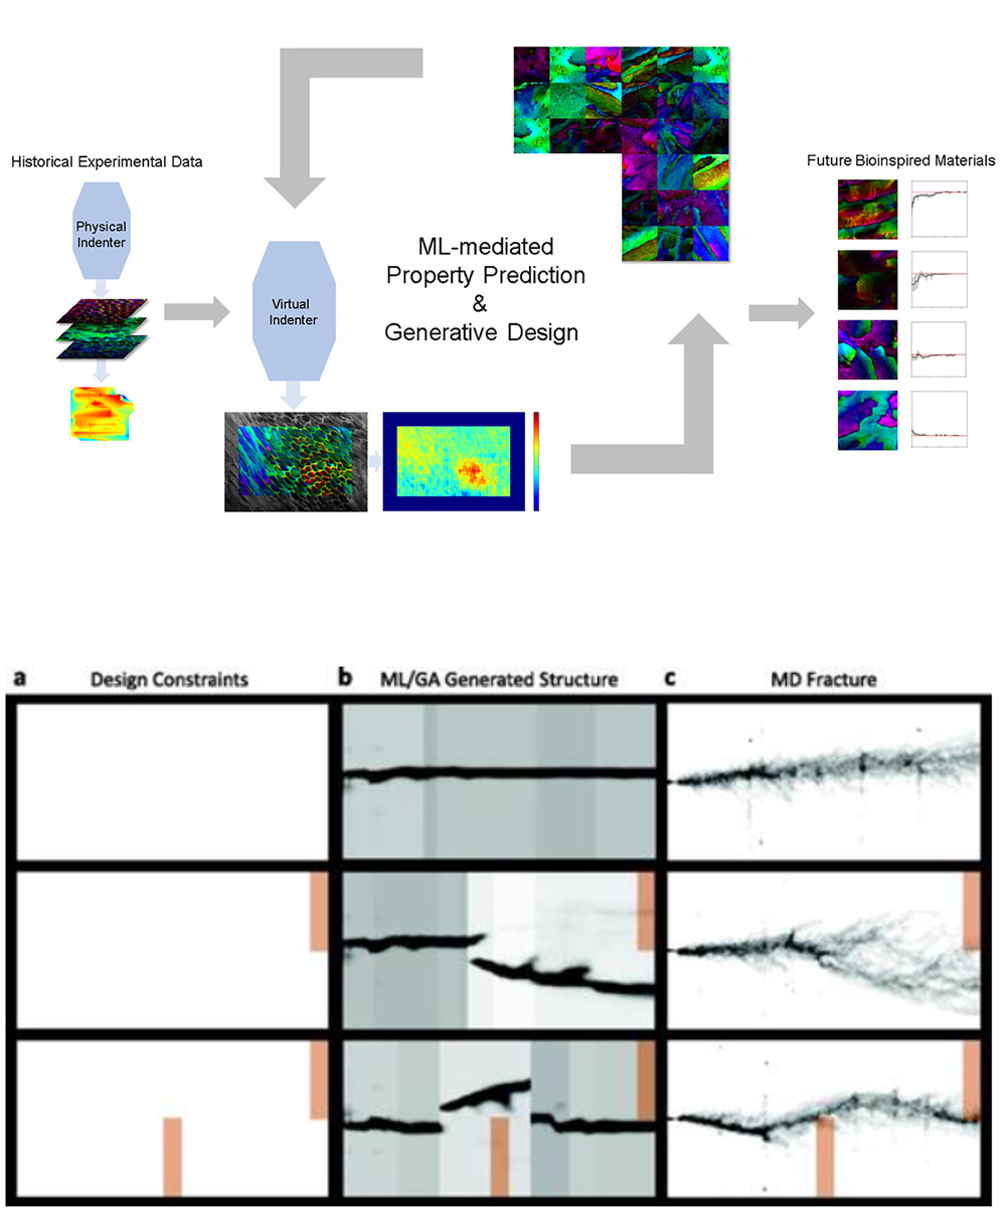 Historical Experimental Data
Physical
Indenter
Virtual
Indenter
ML-mediated
Property Prediction
&
Generative Design
Future Bioinspired Materials
a Design Constraints b ML/GA Generated Structure c MD Fracture